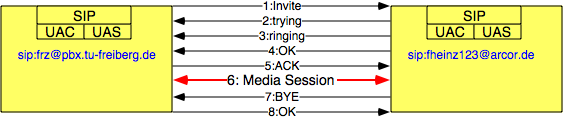 SIP
UAC UAS
sip:frz@pbx.tu-freiberg.de
1:Invite
2:trying
3:ringing
4:OK
5:ACK
6: Media Session
7:BYE
8:OK
SIP
UAC UAS
sip:fheinz123@arcor.de